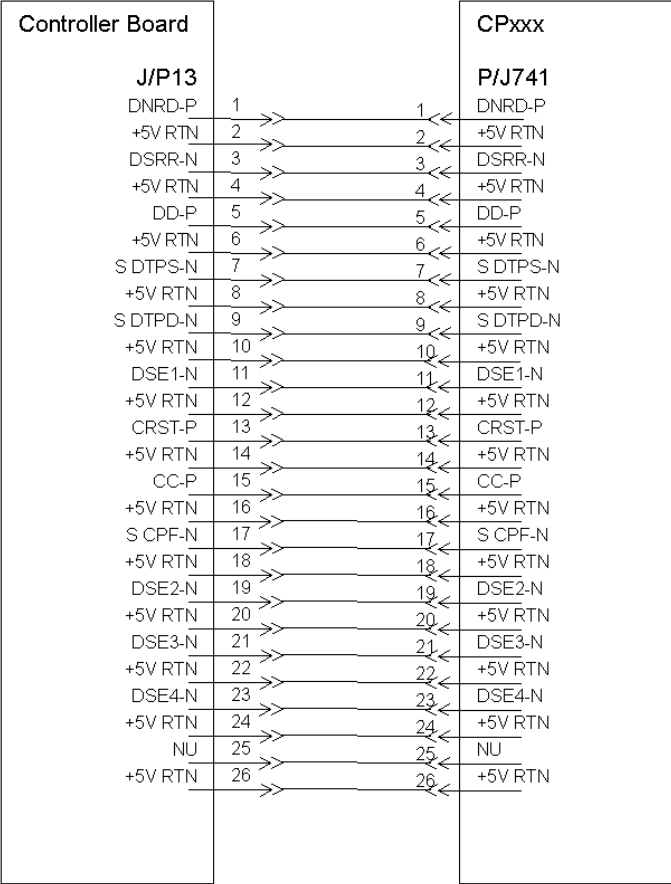 Controller Board CPxxx
J/P13 P/J741
DNRD-P 1 1 DNRD-P
+5V RTN 2 2 +5V RTN
DSRR-N 3 3 DSRR-N
+5V RTN 4 4 +5V RTN
DD-P 5 5 DD-P
+5V RTN 6 6 +5V RTN
S DTPS-N 7 7 S DTPS-N
+5V RTN 8 8 +5V RTN
S DTPD-N 9 9 S DTPD-N
+5V RTN 10 10 +5V RTN
DSE1-N 11 11 DSE1-N
+5V RTN 12 12 +5V RTN
CRST-P 13 13 CRST-P
+5V RTN 14 14 +5V RTN
CC-P 15 15 CC-P
+5V RTN 16 16 +5V RTN
S CPF-N 17 17 S CPF-N
+5V RTN 18 18 +5V RTN
DSE2-N 19 19 DSE2-N
+5V RTN 20 20 +5V RTN
DSE3-N 21 21 DSE3-N
+5V RTN 22 22 +5V RTN
DSE4-N 23 23 DSE4-N
+5V RTN 24 24 +5V RTN
NU 25 25 NU
+5V RTN 26 26 +5V RTN